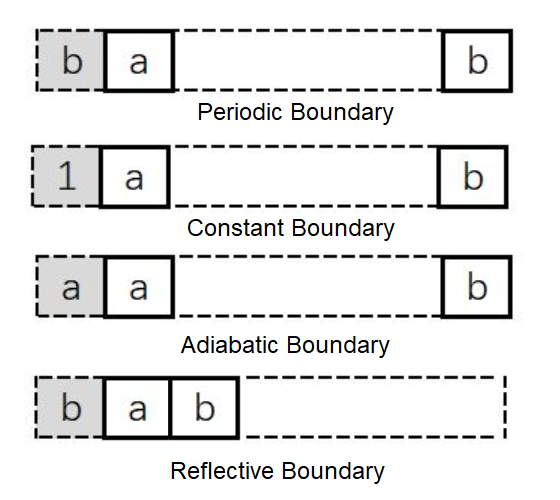 b a b
Periodic Boundary
1 a b
Constant Boundary
a a b
Adiabatic Boundary
b a b
Reflective Boundary